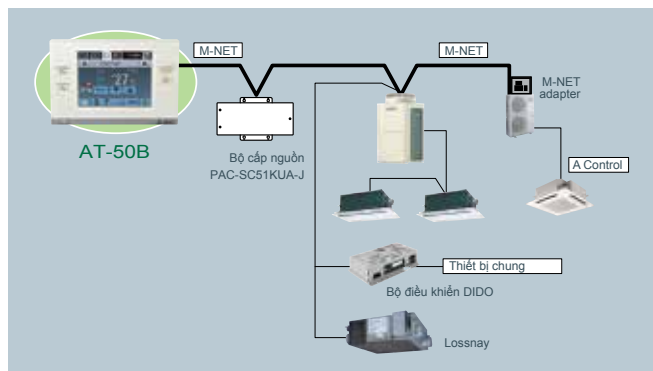 M-NET
M-NET
M-NET
adapter
AT-50B
Bộ cấp nguồn
PAC-SC51KUA-J
A Control
Thiết bị chung
Bộ điều khiển DIDO
Lossnay